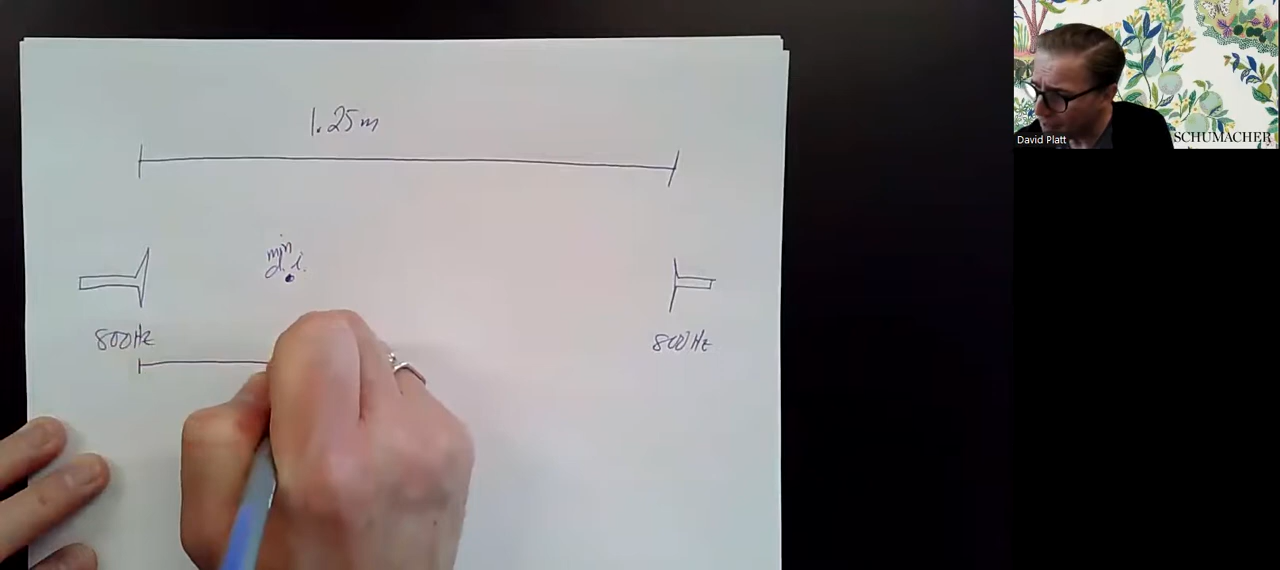 1.25m
min
d.i.
800Hz
800Hz
David Platt
SCHUMACHER